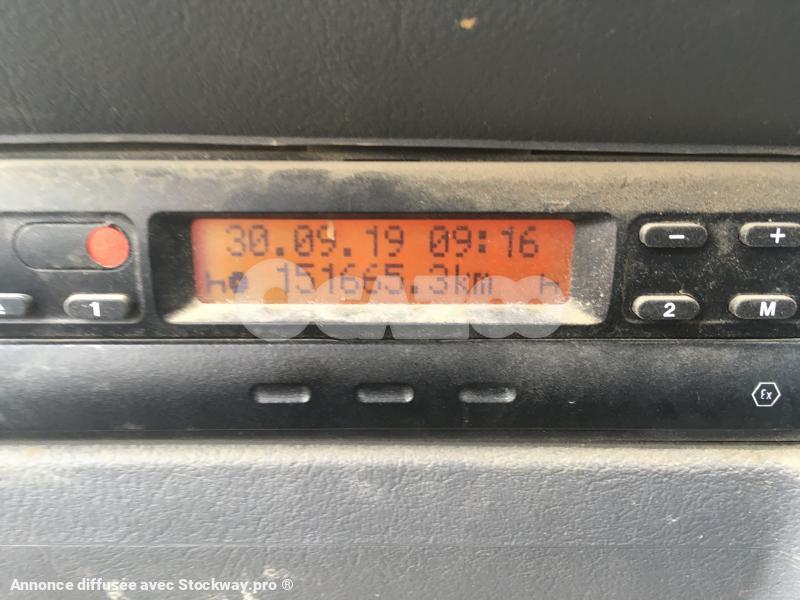 30.09.19 09:16
151665.3km
1
−
+
2
M
Ex
Annonce diffusée avec Stockway.pro ®